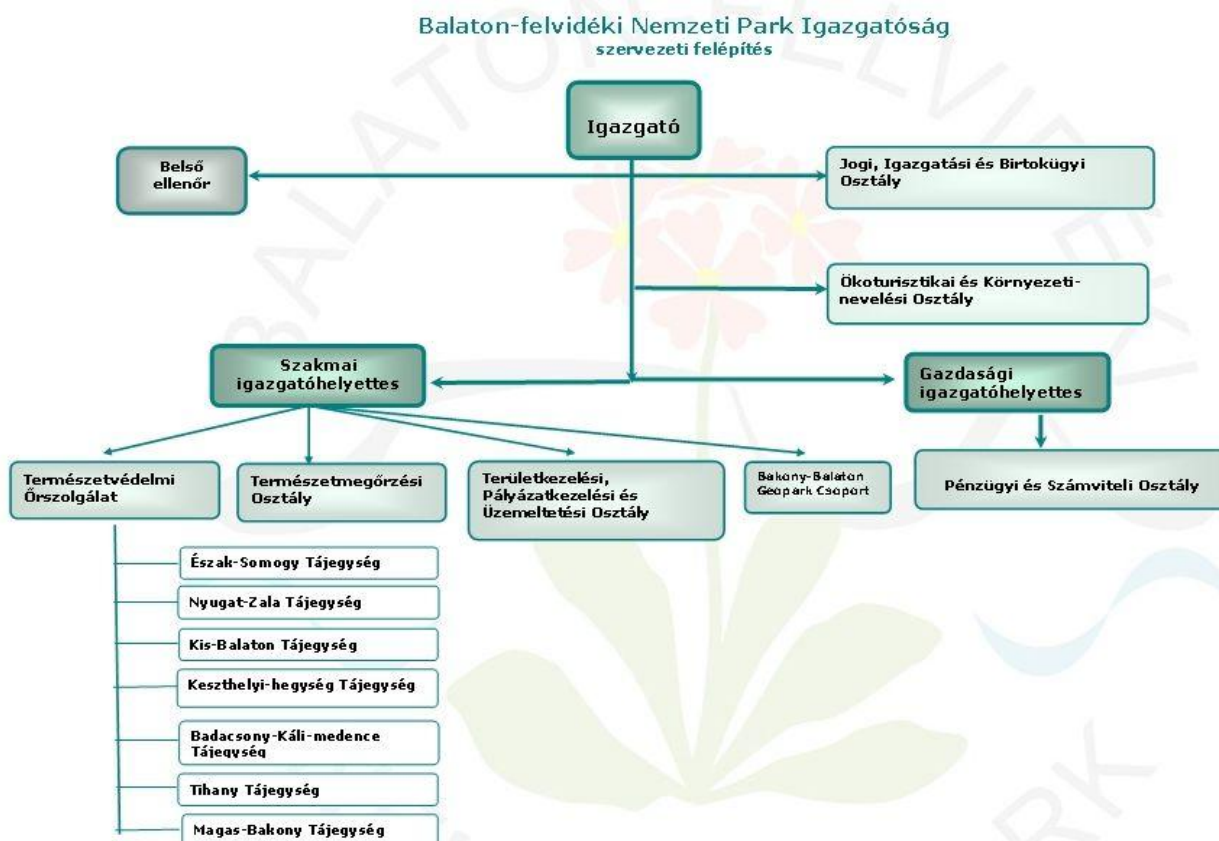 Balaton-felvidéki Nemzeti Park Igazgatóság
szervezeti felépítés
Igazgató
Belső
ellenőr
Jogi, Igazgatási és Birtokügyi
Osztály
Ökoturisztikai és Környezeti-
nevelési Osztály
Szakmai
igazgatóhelyettes
Gazdasági
igazgatóhelyettes
Természetvédelmi
Őrszolgálat
Természetmegőrzési
Osztály
Területkezelési,
Pályázatkezelési és
Üzemeltetési Osztály
Bakony-Balaton
Geopark Csoport
Pénzügyi és Számviteli Osztály
Észak-Somogy Tájegység
Nyugat-Zala Tájegység
Kis-Balaton Tájegység
Keszthelyi-hegység Tájegység
Badacsony-Káli-medence
Tájegység
Tihany Tájegység
Magas-Bakony Tájegység